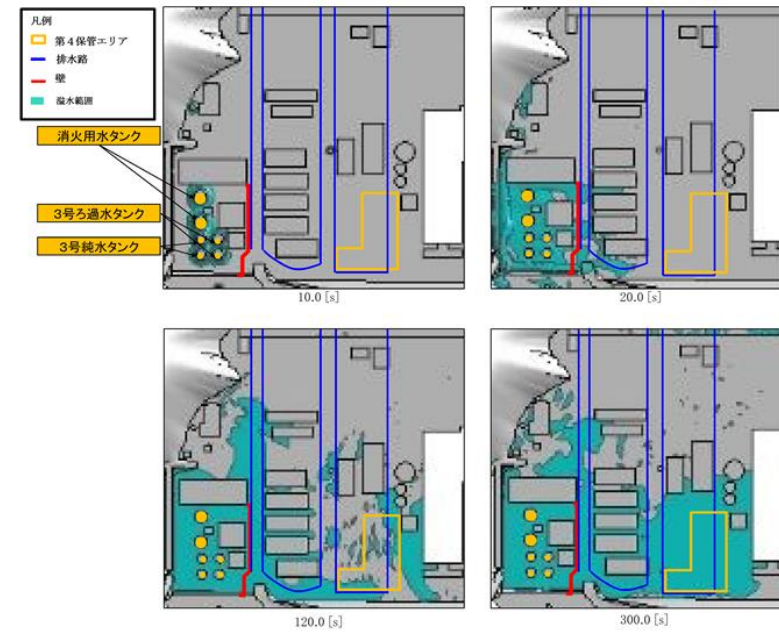 凡例
第4保管エリア
排水路
壁
溢水範囲
消火用水タンク
3号ろ過水タンク
3号純水タンク
10.0 [s]
20.0 [s]
120.0 [s]
300.0 [s]